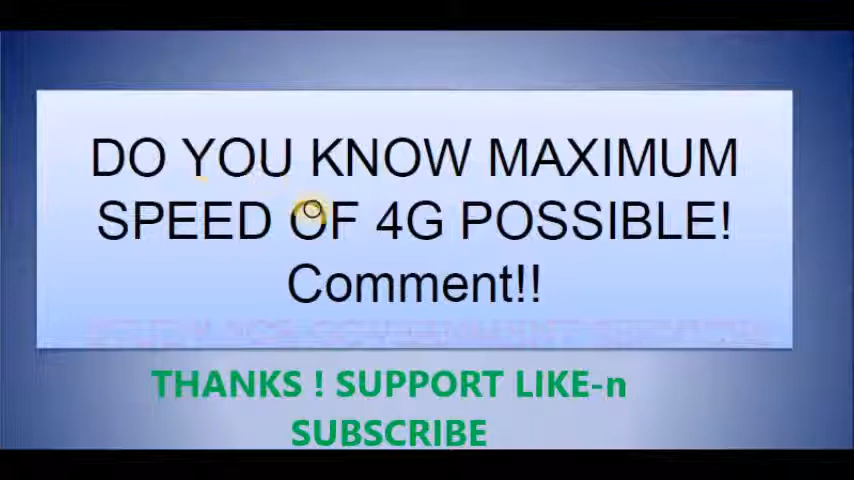 DO YOU KNOW MAXIMUM
SPEED OF 4G POSSIBLE!
Comment!!
THANKS ! SUPPORT LIKE-n
SUBSCRIBE